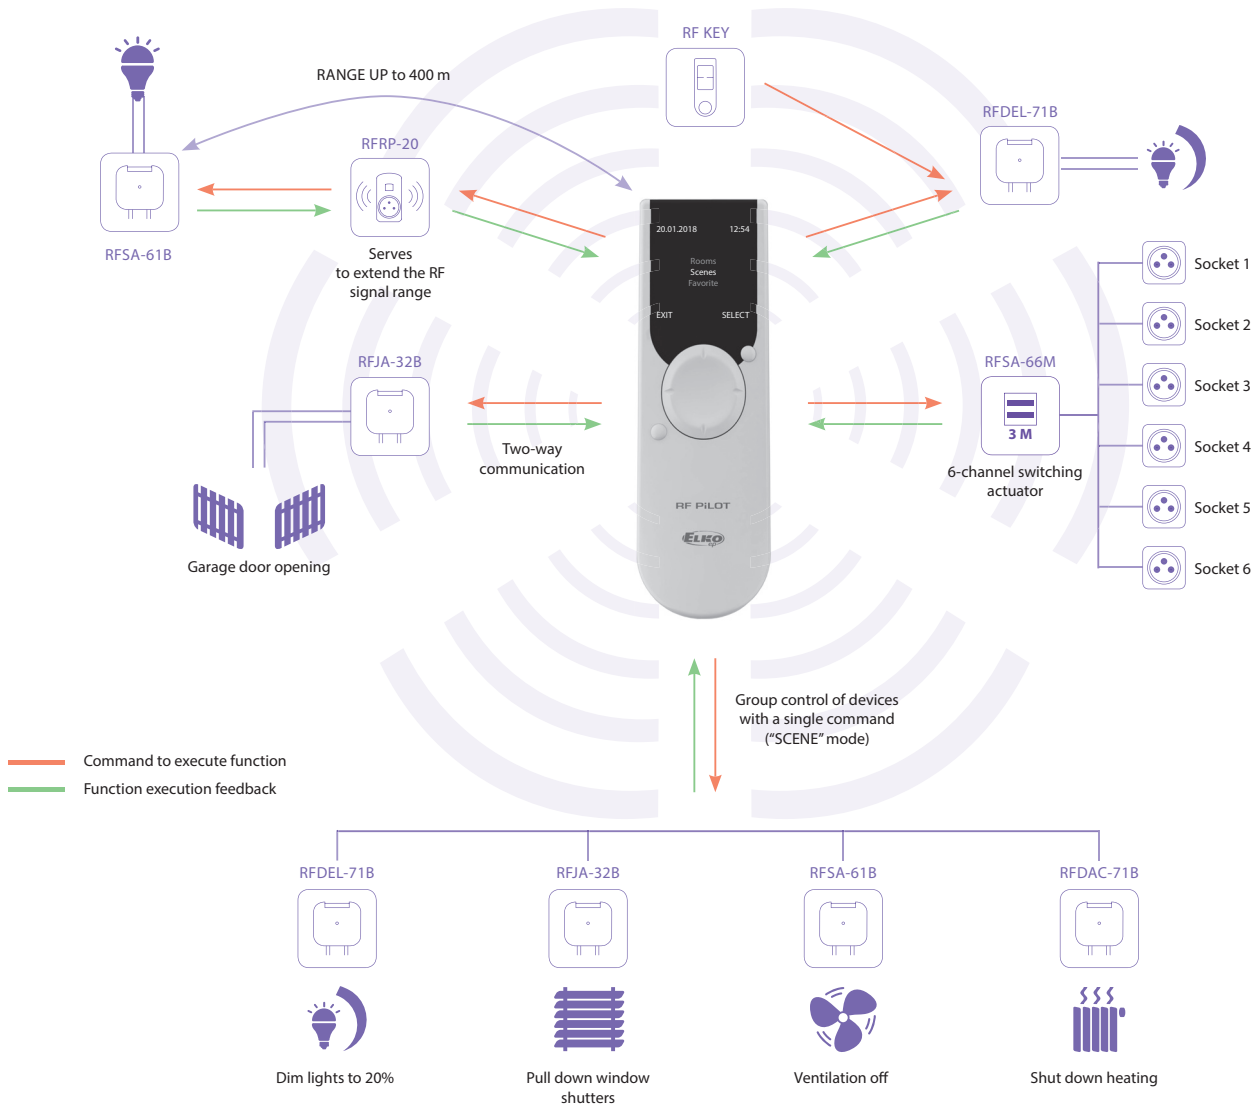 RF KEY
RANGE UP to 400 m
RFDEL-71B
RFRP-20
RFSA-61B
Serves
to extend the RF
signal range
20.01.2018 12:54
Rooms
Scenes
Favorite
EXIT SELECT
Socket 1
Socket 2
Socket 3
Socket 4
Socket 5
Socket 6
RFJA-32B
RFSA-66M
3 M
Two-way
communication
6-channel switching
actuator
RF PiLOT
ELKO
ep
Garage door opening
Group control of devices
with a single command
(“SCENE” mode)
Command to execute function
Function execution feedback
RFDEL-71B
RFJA-32B
RFSA-61B
RFDAC-71B
Dim lights to 20%
Pull down window
shutters
Ventilation off
Shut down heating